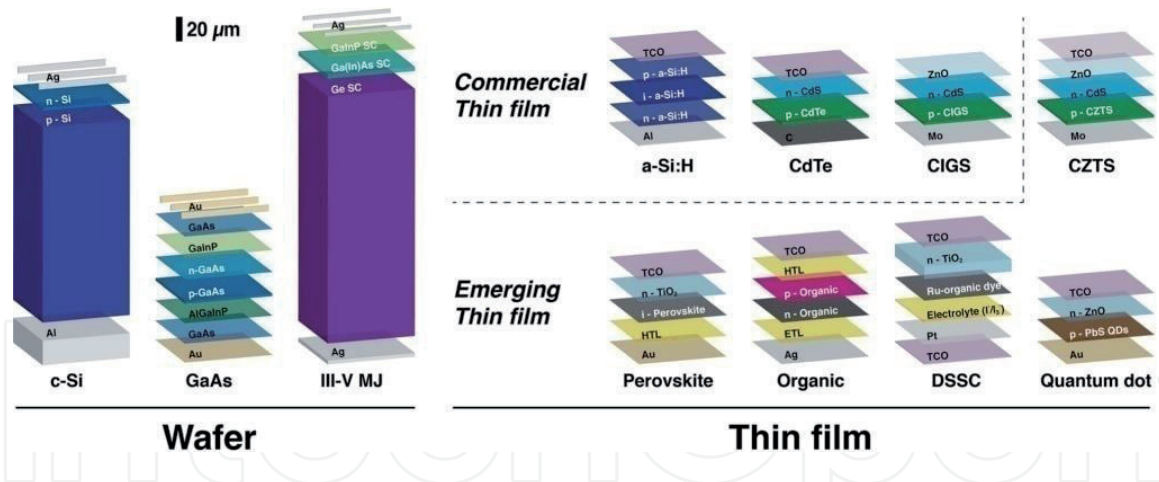 20 µm
Ag
n - Si
p - Si
Al
c-Si
Au
GaAs
GaInP
n-GaAs
p-GaAs
AlGaInP
GaAs
Au
GaAs
Ag
GaInP SC
Ga(In)As SC
Ge SC
Ag
III-V MJ
Wafer
Commercial
Thin film
TCO
p - a-Si:H
i - a-Si:H
n - a-Si:H
Al
a-Si:H
TCO
n - CdS
p - CdTe
C
CdTe
ZnO
n - CdS
p - CIGS
Mo
CIGS
TCO
ZnO
n - CdS
p - CZTS
Mo
CZTS
Emerging
Thin film
TCO
n - TiO₂
i - Perovskite
HTL
Au
Perovskite
TCO
HTL
p - Organic
n - Organic
ETL
Ag
Organic
TCO
n - TiO₂
Ru-organic dye
Electrolyte (I⁻/I₃⁻)
Pt
TCO
DSSC
TCO
n - ZnO
p - PbS QDs
Au
Quantum dot
Thin film